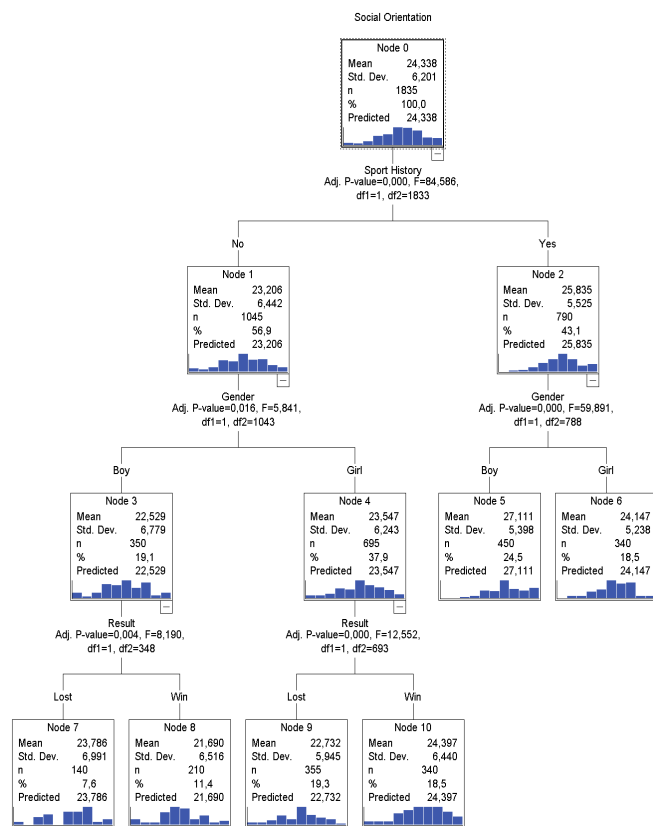 Social Orientation
Node 0
Mean 24,338
Std. Dev. 6,201
n 1835
% 100,0
Predicted 24,338
Sport History
Adj. P-value=0,000, F=84,586,
df1=1, df2=1833
No
Yes
Node 1
Mean 23,206
Std. Dev. 6,442
n 1045
% 56,9
Predicted 23,206
Node 2
Mean 25,835
Std. Dev. 5,525
n 790
% 43,1
Predicted 25,835
Gender
Adj. P-value=0,016, F=5,841,
df1=1, df2=1043
Gender
Adj. P-value=0,000, F=59,891,
df1=1, df2=788
Boy
Girl
Boy
Girl
Node 3
Mean 22,529
Std. Dev. 6,779
n 350
% 19,1
Predicted 22,529
Node 4
Mean 23,547
Std. Dev. 6,243
n 695
% 37,9
Predicted 23,547
Node 5
Mean 27,111
Std. Dev. 5,398
n 450
% 24,5
Predicted 27,111
Node 6
Mean 24,147
Std. Dev. 5,238
n 340
% 18,5
Predicted 24,147
Result
Adj. P-value=0,004, F=8,190,
df1=1, df2=348
Result
Adj. P-value=0,000, F=12,552,
df1=1, df2=693
Lost
Win
Lost
Win
Node 7
Mean 23,786
Std. Dev. 6,991
n 140
% 7,6
Predicted 23,786
Node 8
Mean 21,690
Std. Dev. 6,516
n 210
% 11,4
Predicted 21,690
Node 9
Mean 22,732
Std. Dev. 5,945
n 355
% 19,3
Predicted 22,732
Node 10
Mean 24,397
Std. Dev. 6,440
n 340
% 18,5
Predicted 24,397